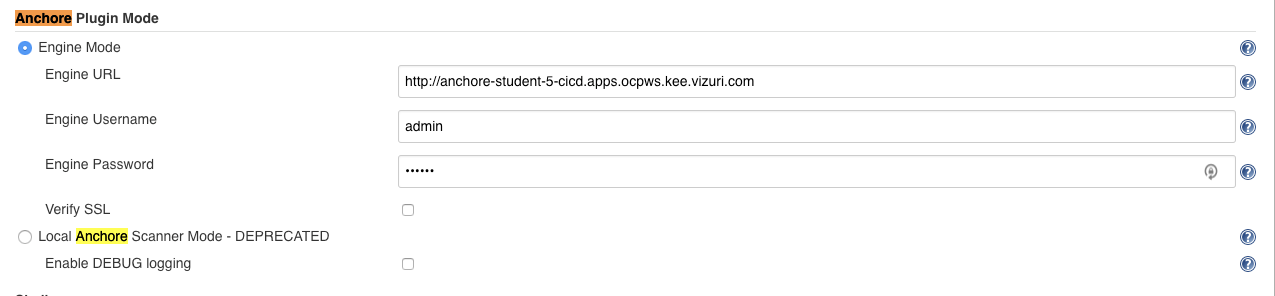 Anchore Plugin Mode
Engine Mode
Engine URL
http://anchore-student-5-cicd.apps.ocpws.kee.vizuri.com
Engine Username
admin
Engine Password
••••••
Verify SSL
Local Anchore Scanner Mode - DEPRECATED
Enable DEBUG logging